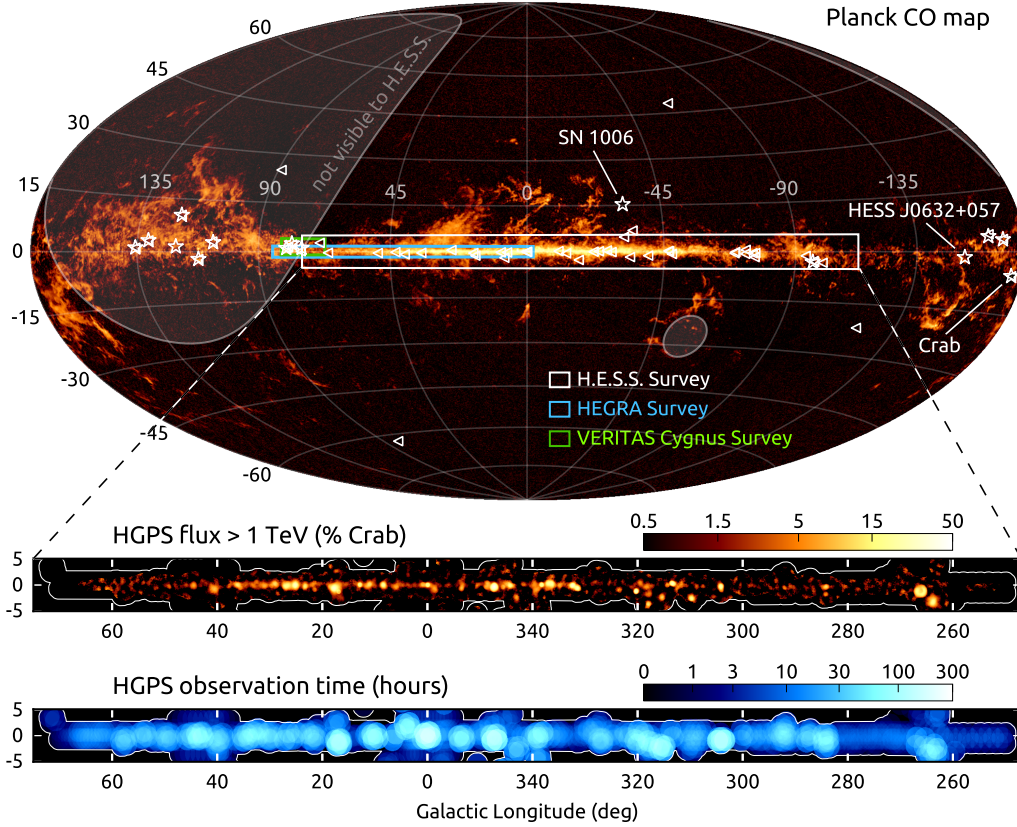 Planck CO map
60
45
30
15
0
-15
-30
-45
-60
135
90
45
0
-45
-90
-135
not visible to H.E.S.S.
SN 1006
HESS J0632+057
Crab
H.E.S.S. Survey
HEGRA Survey
VERITAS Cygnus Survey
HGPS flux > 1 TeV (% Crab)
0.5 1.5 5 15 50
5
0
-5
60 40 20 0 340 320 300 280 260
HGPS observation time (hours)
0 1 3 10 30 100 300
5
0
-5
60 40 20 0 340 320 300 280 260
Galactic Longitude (deg)